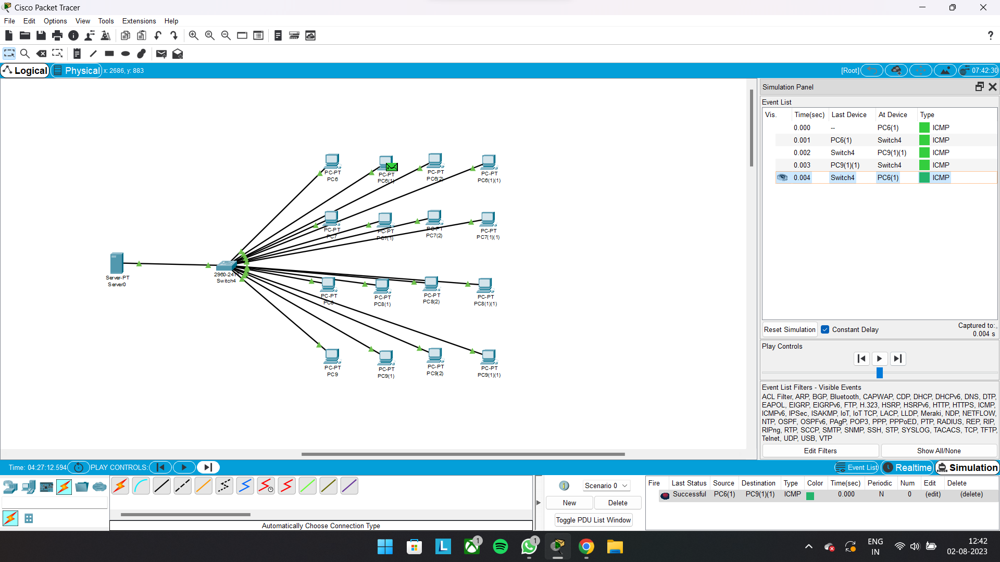 Cisco Packet Tracer
File Edit Options View Tools Extensions Help
Logical Physical x: 2686, y: 883 [Root] 07:42:30
PC-PT
PC6
PC-PT
PC6(1)
PC-PT
PC6(2)
PC-PT
PC6(1)(1)
PC-PT
PC7
PC-PT
PC7(1)
PC-PT
PC7(2)
PC-PT
PC7(1)(1)
Server-PT
Server0
2960-24TT
Switch4
PC-PT
PC8
PC-PT
PC8(1)
PC-PT
PC8(2)
PC-PT
PC8(1)(1)
PC-PT
PC9
PC-PT
PC9(1)
PC-PT
PC9(2)
PC-PT
PC9(1)(1)
Simulation Panel
Event List
Vis. Time(sec) Last Device At Device Type
0.000 -- PC6(1) ICMP
0.001 PC6(1) Switch4 ICMP
0.002 Switch4 PC9(1)(1) ICMP
0.003 PC9(1)(1) Switch4 ICMP
0.004 Switch4 PC6(1) ICMP
Reset Simulation Constant Delay Captured to:
0.004 s
Play Controls
Event List Filters - Visible Events
ACL Filter, ARP, BGP, Bluetooth, CAPWAP, CDP, DHCP, DHCPv6, DNS, DTP,
EAPOL, EIGRP, EIGRPv6, FTP, H.323, HSRP, HSRPv6, HTTP, HTTPS, ICMP,
ICMPv6, IPSec, ISAKMP, IoT, IoT TCP, LACP, LLDP, Meraki, NDP, NETFLOW,
NTP, OSPF, OSPFv6, PAgP, POP3, PPP, PPPoED, PTP, RADIUS, REP, RIP,
RIPng, RTP, SCCP, SMTP, SNMP, SSH, STP, SYSLOG, TACACS, TCP, TFTP,
Telnet, UDP, USB, VTP
Edit Filters Show All/None
Time: 04:27:12.594 PLAY CONTROLS: Event List Realtime Simulation
Scenario 0
New Delete
Toggle PDU List Window
Fire Last Status Source Destination Type Color Time(sec) Periodic Num Edit Delete
Successful PC6(1) PC9(1)(1) ICMP 0.000 N 0 (edit) (delete)
Automatically Choose Connection Type
1
1
ENG
IN
12:42
02-08-2023